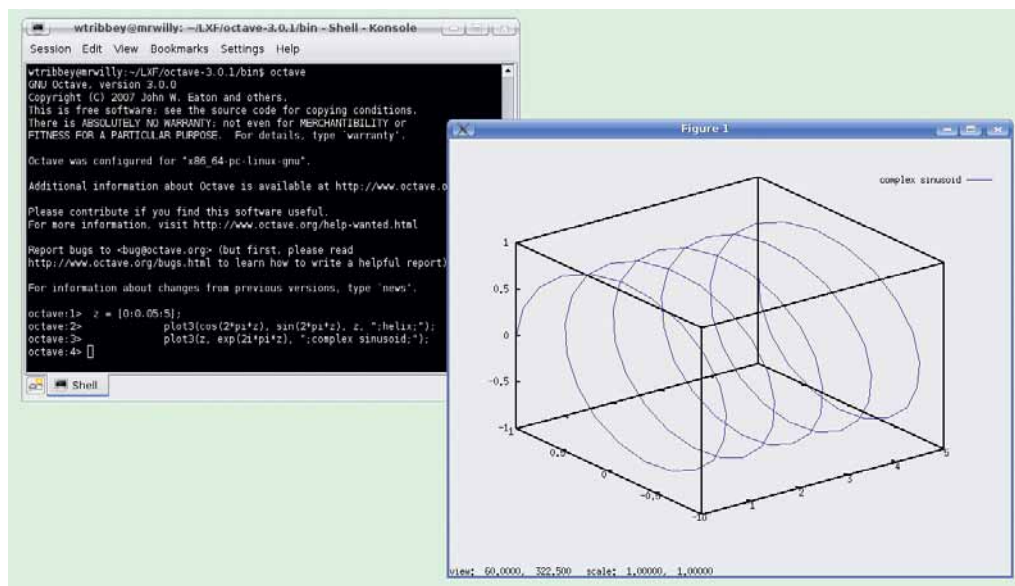 wtribbey@mrwilly: ~/LXF/octave-3.0.1/bin - Shell - Konsole
Session Edit View Bookmarks Settings Help
wtribbey@mrwilly:~/LXF/octave-3.0.1/bin$ octave
GNU Octave, version 3.0.0
Copyright (C) 2007 John W. Eaton and others.
This is free software; see the source code for copying conditions.
There is ABSOLUTELY NO WARRANTY; not even for MERCHANTIBILITY or
FITNESS FOR A PARTICULAR PURPOSE. For details, type `warranty'.
Octave was configured for "x86_64-pc-linux-gnu".
Additional information about Octave is available at http://www.octave.o
Please contribute if you find this software useful.
For more information, visit http://www.octave.org/help-wanted.html
Report bugs to <bug@octave.org> (but first, please read
http://www.octave.org/bugs.html to learn how to write a helpful report)
For information about changes from previous versions, type `news'.
octave:1> z = [0:0.05:5];
octave:2> plot3(cos(2*pi*z), sin(2*pi*z), z, ";helix;");
octave:3> plot3(z, exp(2i*pi*z), ";complex sinusoid;");
octave:4>
Shell
Figure 1
complex sinusoid
1
0.5
0
-0.5
-1
1
0.5
0
-0.5
-1
0
1
2
3
4
5
view: 60.0000, 322.500 scale: 1.00000, 1.00000